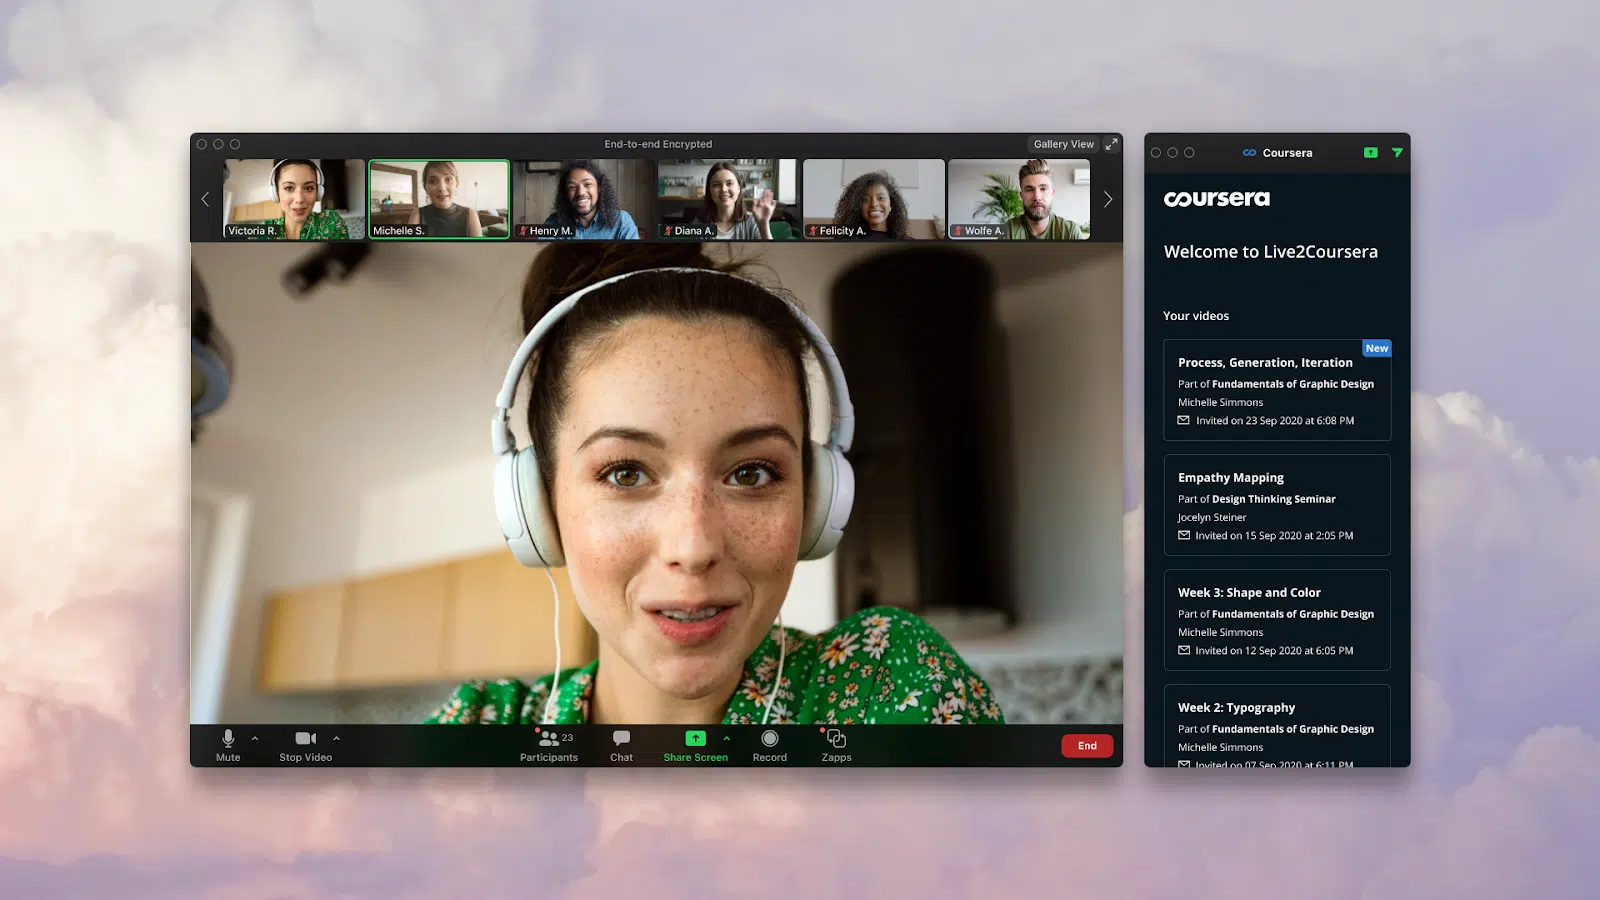 End-to-end Encrypted
Gallery View
Victoria R.
Michelle S.
Henry M.
Diana A.
Felicity A.
Wolfe A.
Mute
Stop Video
23
Participants
Chat
Share Screen
Record
Zapps
End
Coursera
coursera
Welcome to Live2Coursera
Your videos
New
Process, Generation, Iteration
Part of Fundamentals of Graphic Design
Michelle Simmons
Invited on 23 Sep 2020 at 6:08 PM
Empathy Mapping
Part of Design Thinking Seminar
Jocelyn Steiner
Invited on 15 Sep 2020 at 2:05 PM
Week 3: Shape and Color
Part of Fundamentals of Graphic Design
Michelle Simmons
Invited on 12 Sep 2020 at 6:05 PM
Week 2: Typography
Part of Fundamentals of Graphic Design
Michelle Simmons
Invited on 07 Sep 2020 at 6:11 PM